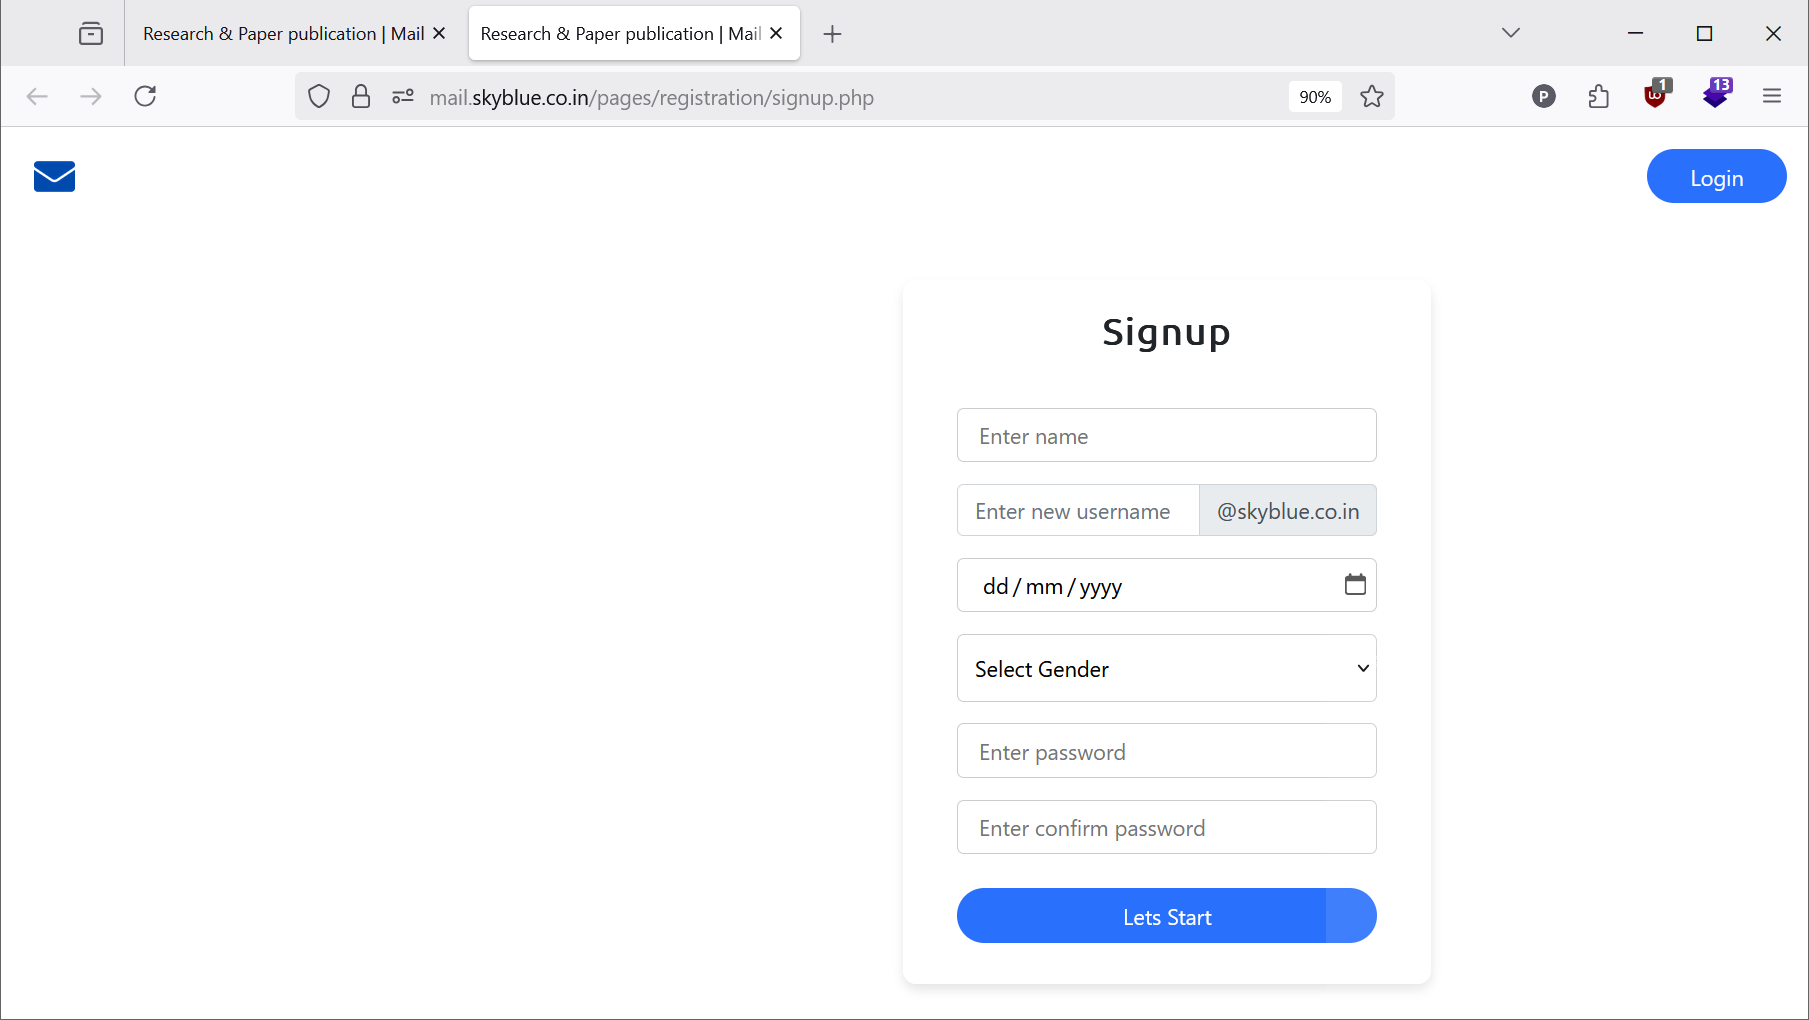 Research & Paper publication | Mail
Research & Paper publication | Mail
mail.skyblue.co.in/pages/registration/signup.php
90%
P
1
13
Login
Signup
Enter name
Enter new username
@skyblue.co.in
dd / mm / yyyy
Select Gender
Enter password
Enter confirm password
Lets Start